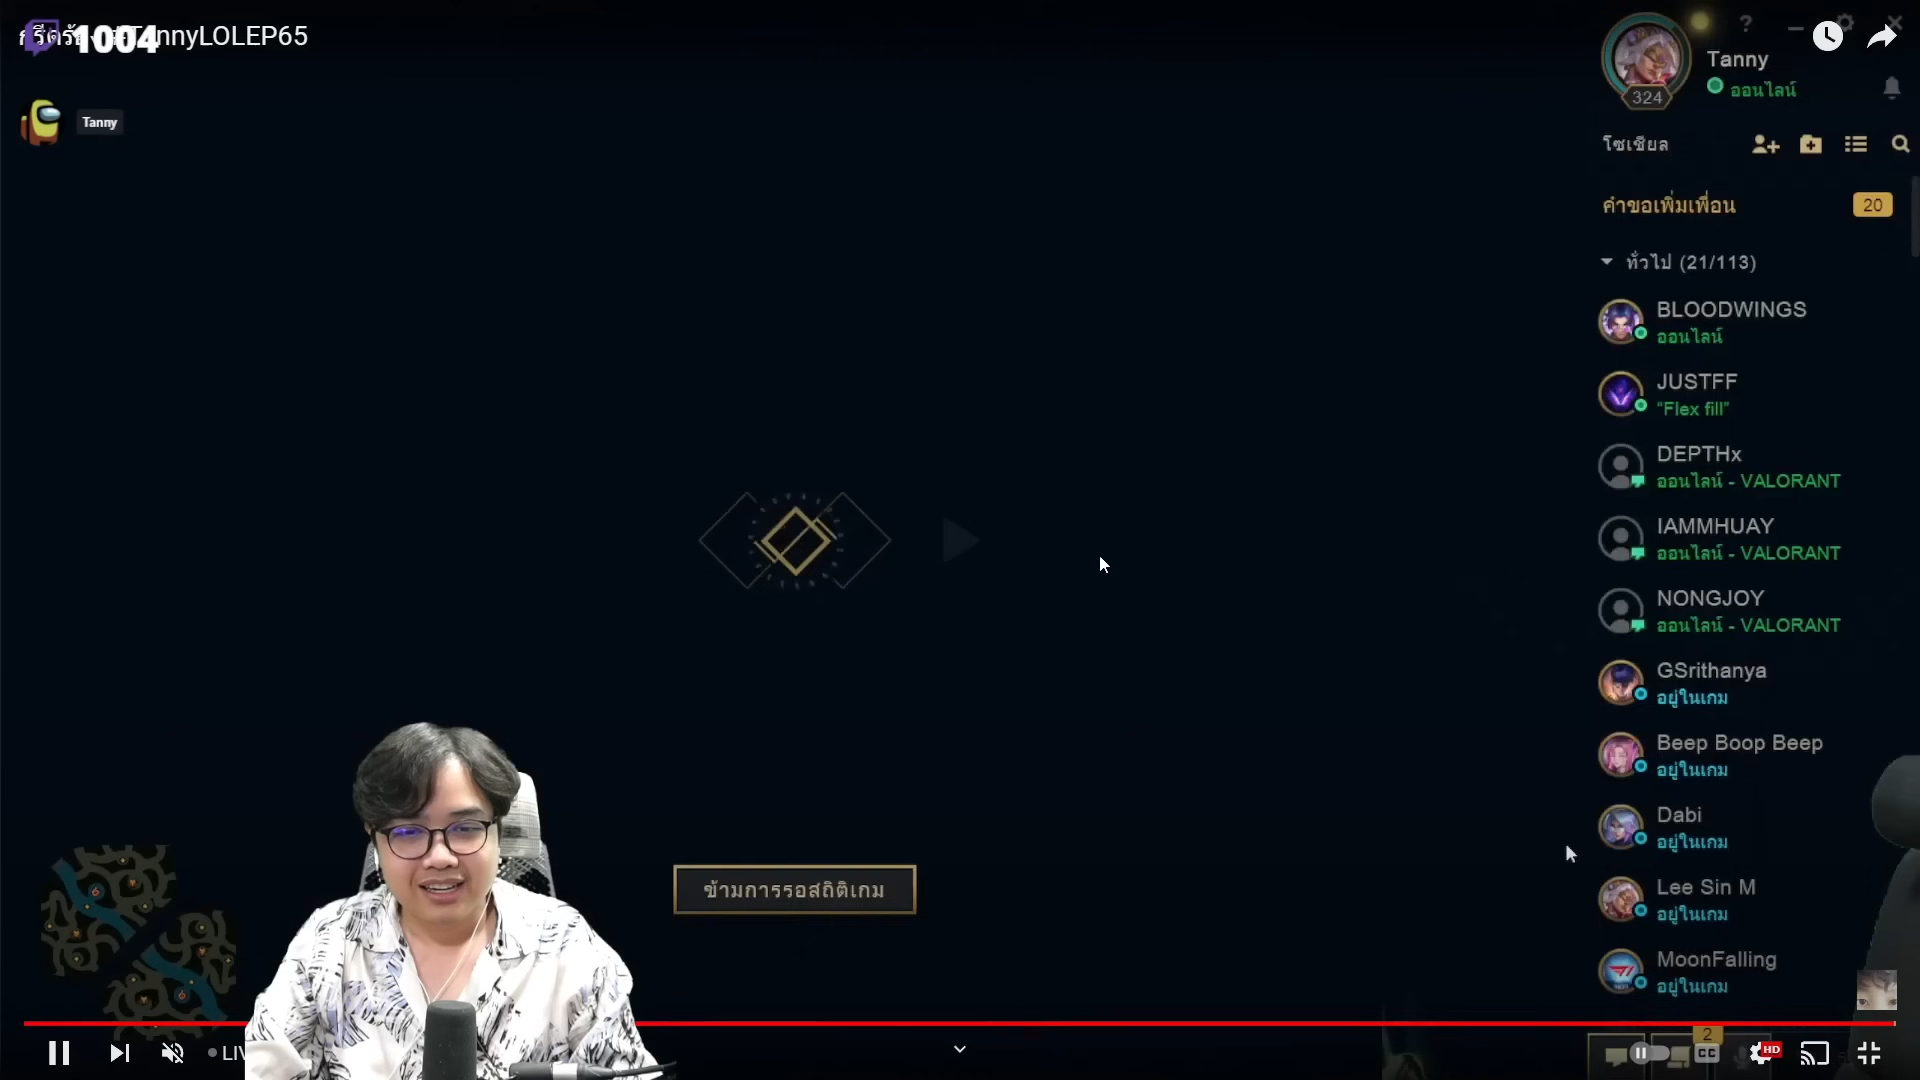 1004
TannyLOLEP65
Tanny
Tanny
324
ออนไลน์
โซเชียล
คำขอเพิ่มเพื่อน
20
ทั่วไป (21/113)
BLOODWINGS
ออนไลน์
JUSTFF
"Flex fill"
DEPTHx
ออนไลน์ - VALORANT
IAMMHUAY
ออนไลน์ - VALORANT
NONGJOY
ออนไลน์ - VALORANT
GSrithanya
อยู่ในเกม
Beep Boop Beep
อยู่ในเกม
Dabi
อยู่ในเกม
Lee Sin M
อยู่ในเกม
MoonFalling
อยู่ในเกม
ข้ามการรอสถิติเกม
2
CC
HD